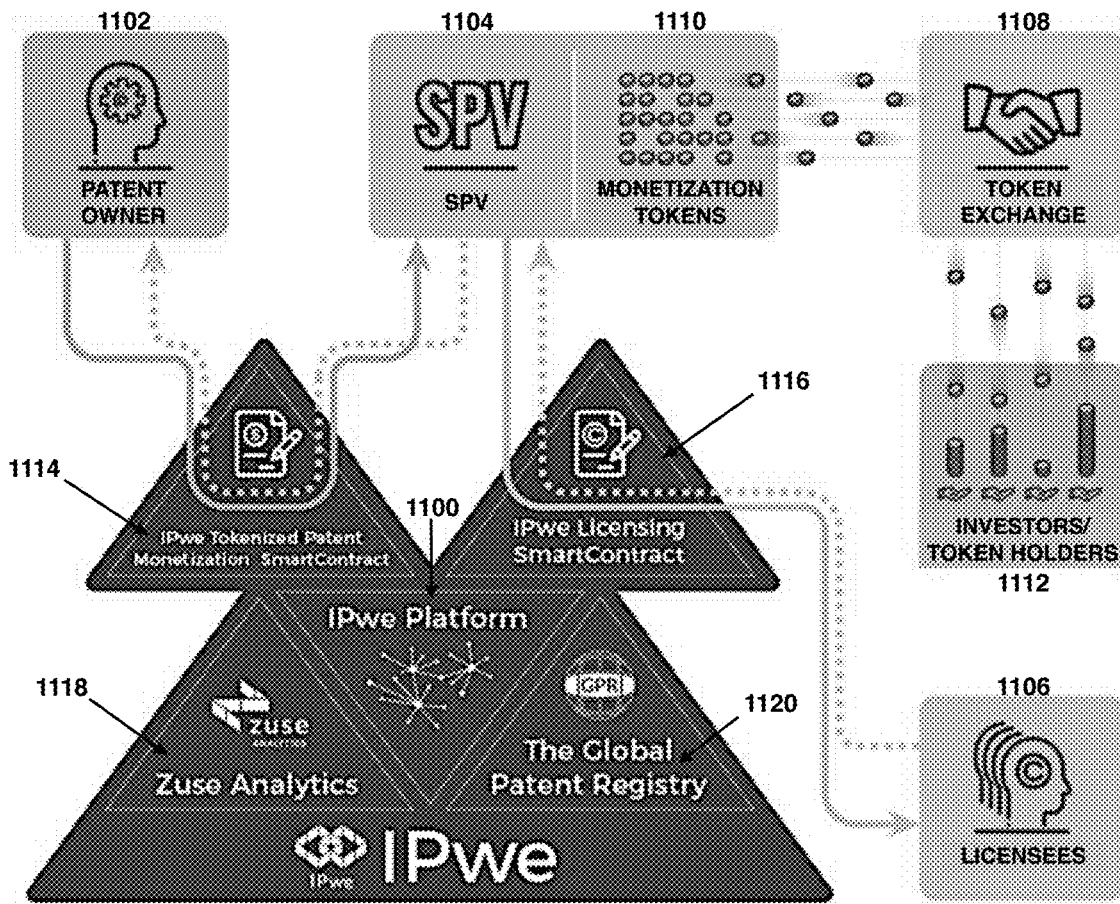 1102
1104
1110
1108
SPV
PATENT
OWNER
SPV
MONETIZATION
TOKENS
TOKEN
EXCHANGE
1116
$
©
1114
1100
IPwe Tokenized Patent
Monetization SmartContract
IPwe Licensing
SmartContract
INVESTORS/
TOKEN HOLDERS
1112
IPwe Platform
1118
GPR
1120
1106
zuse
ANALYTICS
The Global
Patent Registry
Zuse Analytics
©
IPwe
IPwe
LICENSEES